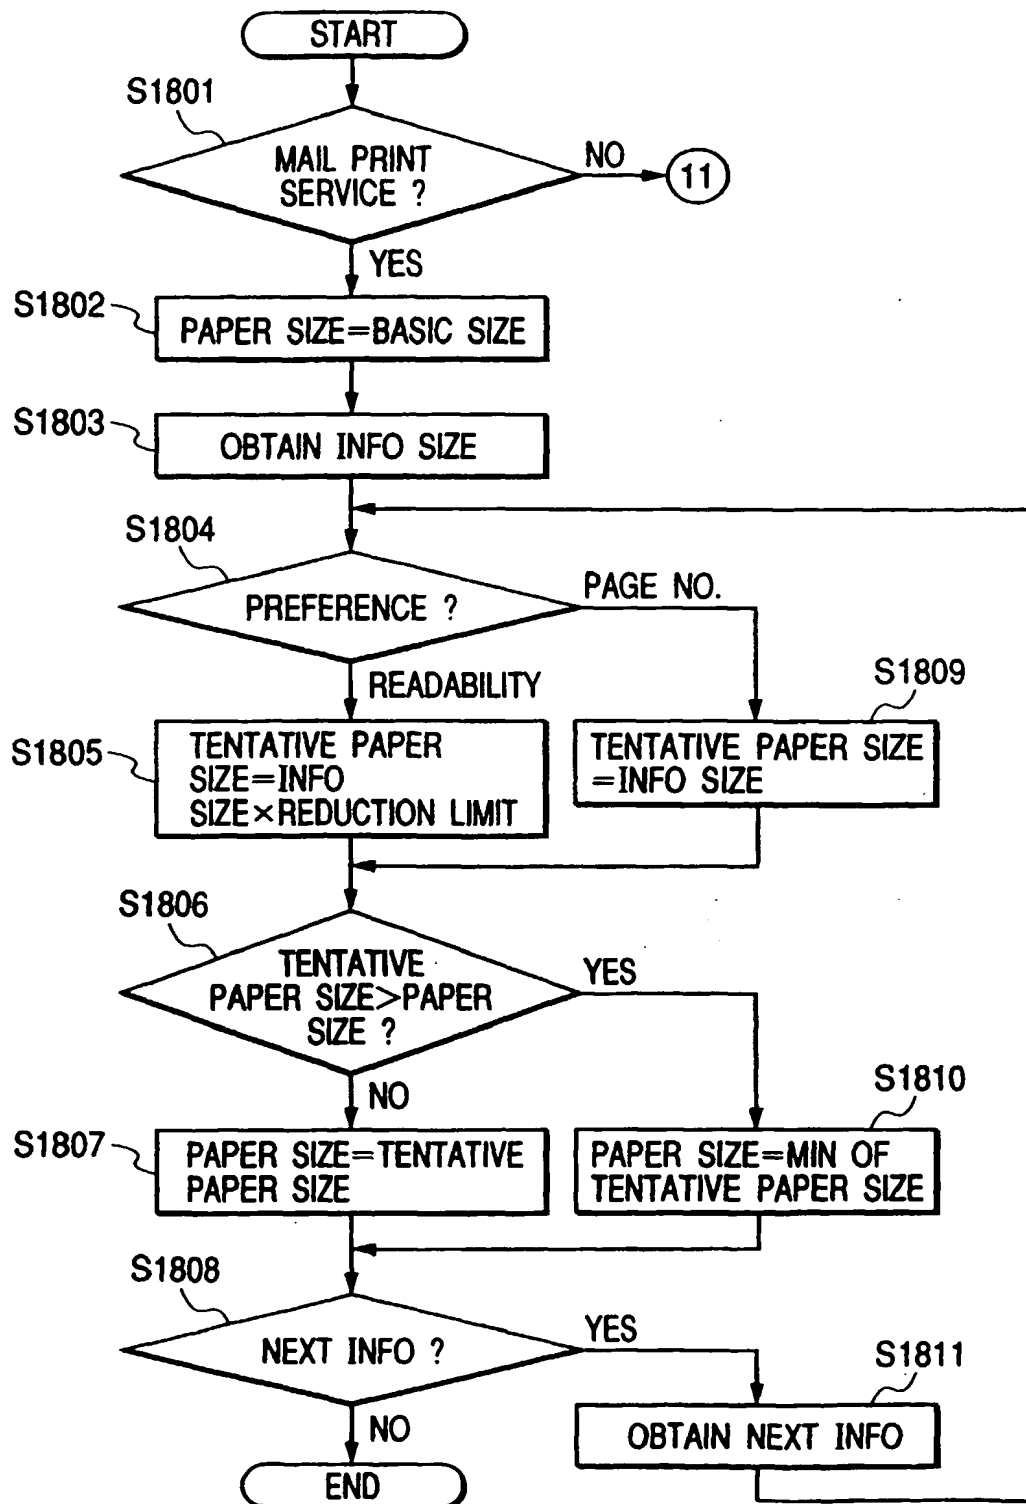 START
S1801
MAIL PRINT
SERVICE ?
NO
11
YES
S1802
PAPER SIZE=BASIC SIZE
S1803
OBTAIN INFO SIZE
S1804
PREFERENCE ?
PAGE NO.
READABILITY
S1809
S1805
TENTATIVE PAPER
SIZE=INFO
SIZE×REDUCTION LIMIT
TENTATIVE PAPER SIZE
=INFO SIZE
S1806
TENTATIVE
PAPER SIZE>PAPER
SIZE ?
YES
NO
S1810
S1807
PAPER SIZE=TENTATIVE
PAPER SIZE
PAPER SIZE=MIN OF
TENTATIVE PAPER SIZE
S1808
NEXT INFO ?
YES
S1811
NO
OBTAIN NEXT INFO
END